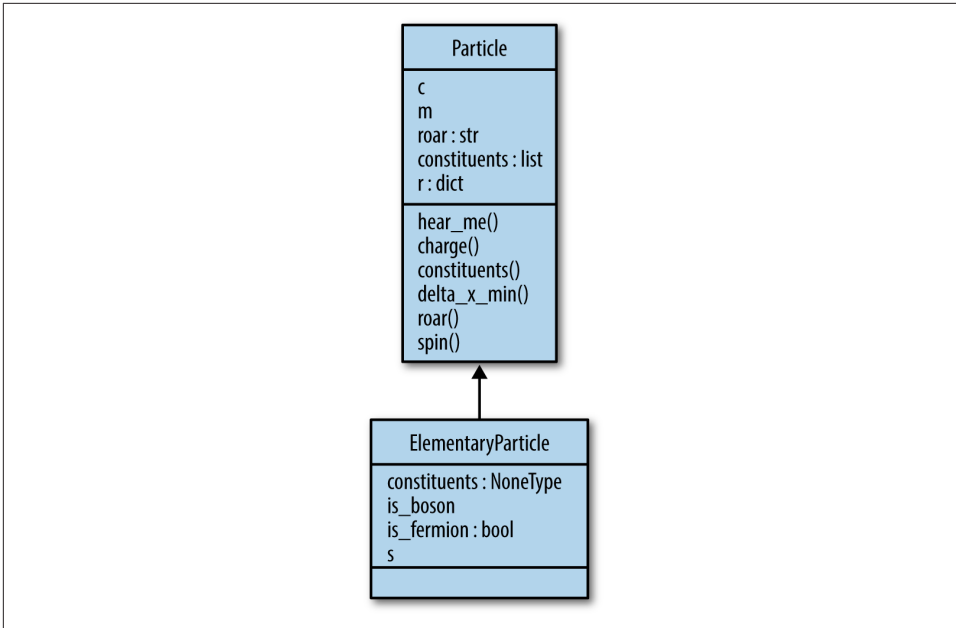 Particle
c
m
roar : str
constituents : list
r : dict
hear_me()
charge()
constituents()
delta_x_min()
roar()
spin()
ElementaryParticle
constituents : NoneType
is_boson
is_fermion : bool
s